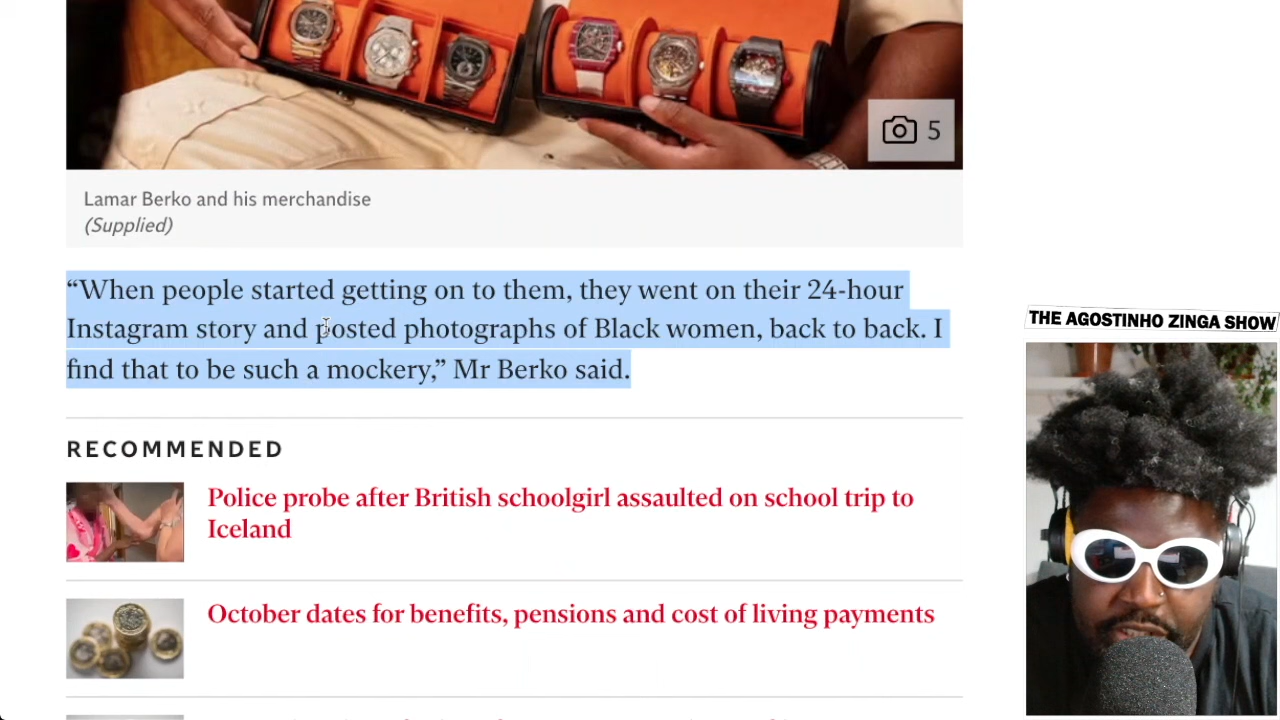 5
Lamar Berko and his merchandise
(Supplied)
“When people started getting on to them, they went on their 24-hour
Instagram story and posted photographs of Black women, back to back. I
find that to be such a mockery,” Mr Berko said.
RECOMMENDED
Police probe after British schoolgirl assaulted on school trip to
Iceland
October dates for benefits, pensions and cost of living payments
THE AGOSTINHO ZINGA SHOW